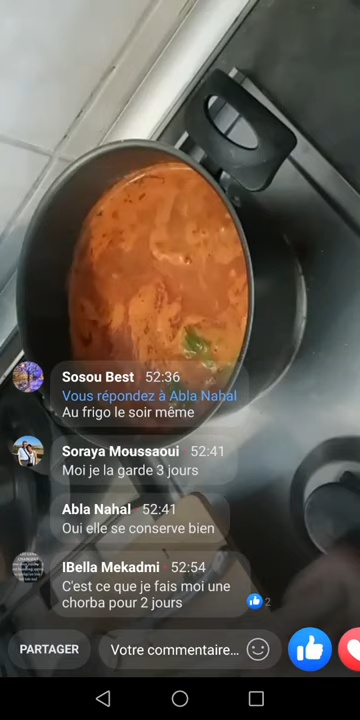 Sosou Best 52:36
Vous répondez à Abla Nahal
Au frigo le soir même
Soraya Moussaoui 52:41
Moi je la garde 3 jours
Abla Nahal 52:41
Oui elle se conserve bien
IBella Mekadmi 52:54
C'est ce que je fais moi une
chorba pour 2 jours
2
PARTAGER
Votre commentaire...